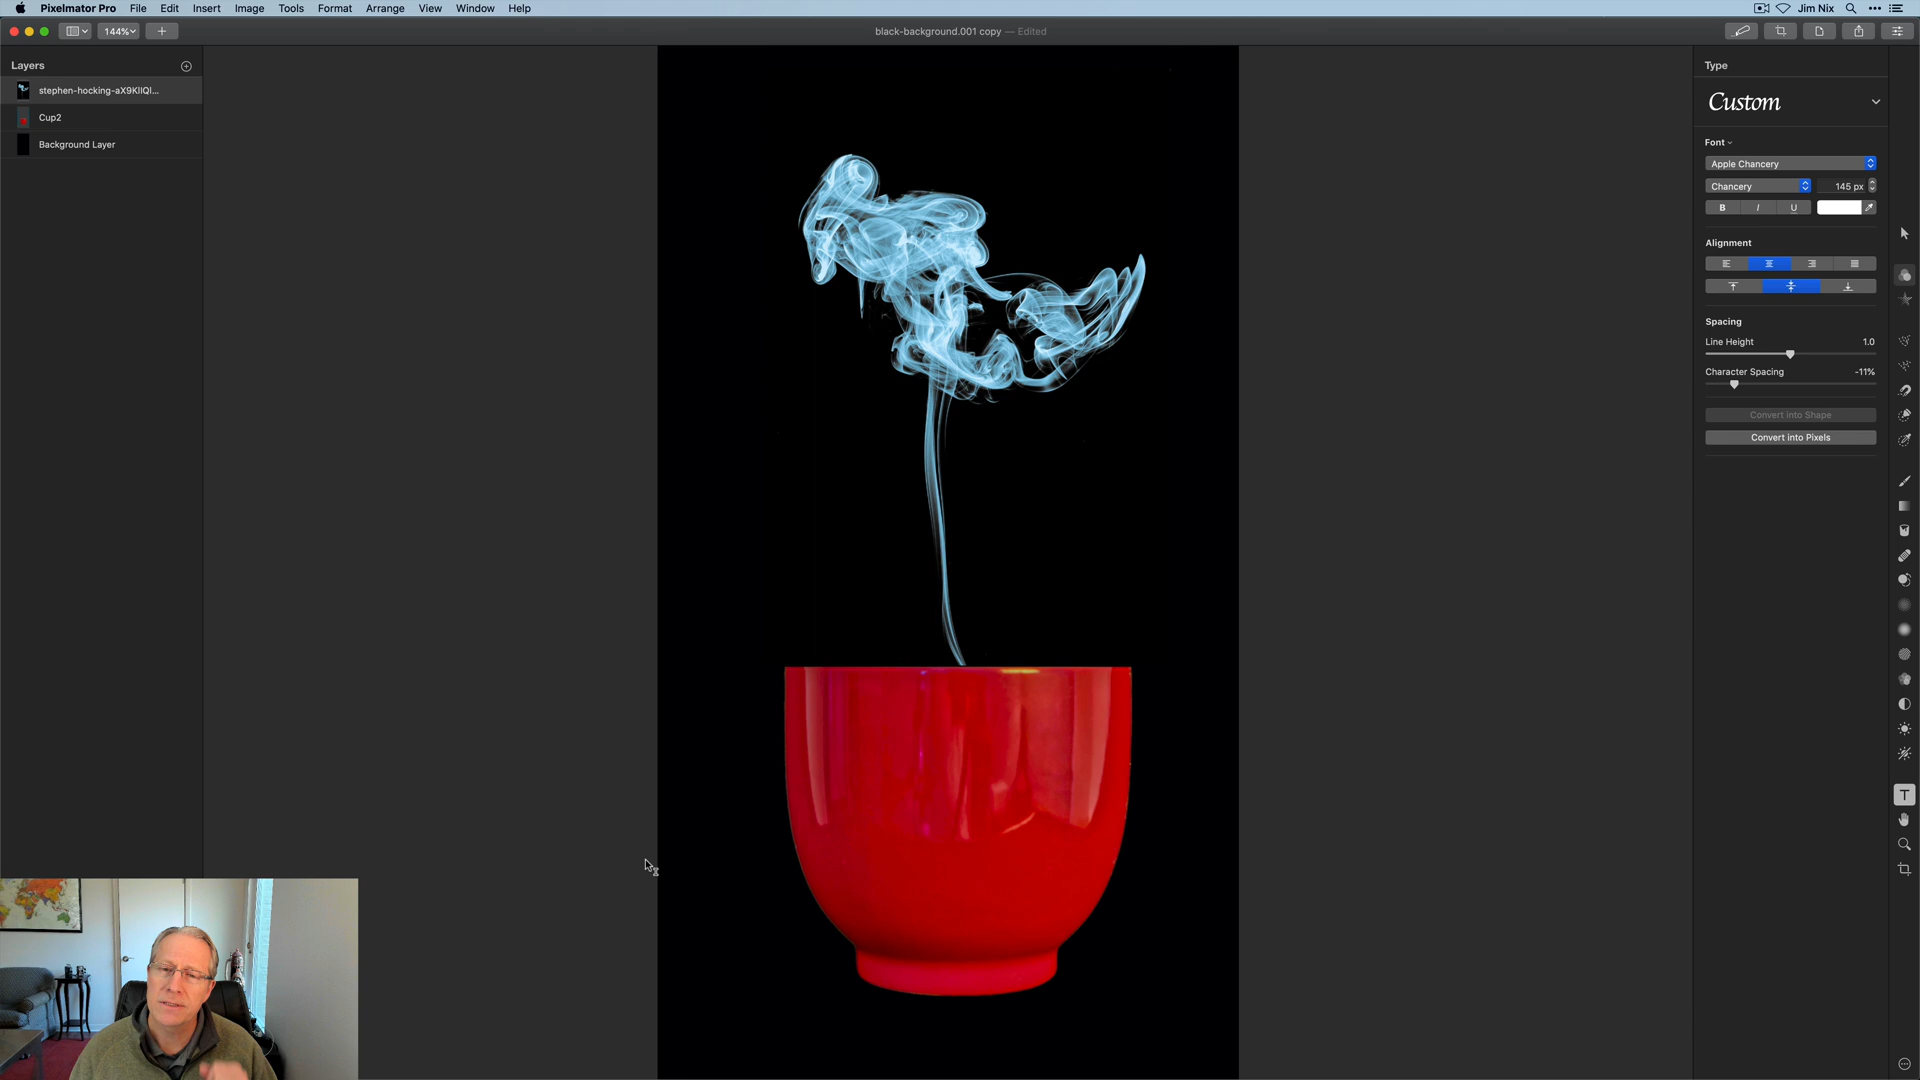 Pixelmator Pro File Edit Insert Image Tools Format Arrange View Window Help Jim Nix
144% black-background.001 copy — Edited
Layers
stephen-hocking-aX9KlIQl...
Cup2
Background Layer
Type
Custom
Font
Apple Chancery
Chancery 145 px
B I U
Alignment
Spacing
Line Height 1.0
Character Spacing -11%
Convert into Shape
Convert into Pixels
T